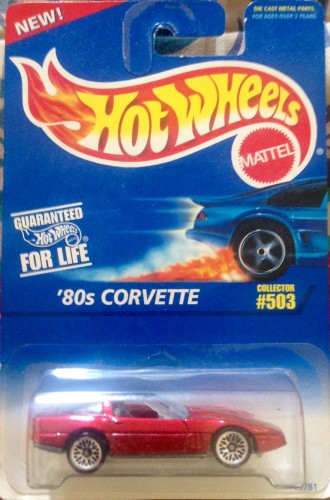 NEW!
DIE CAST METAL PARTS.
FOR AGES OVER 3 YEARS.
HOT WHEELS
MATTEL
GUARANTEED
Hot Wheels
FOR LIFE
'80s CORVETTE
COLLECTOR
#503